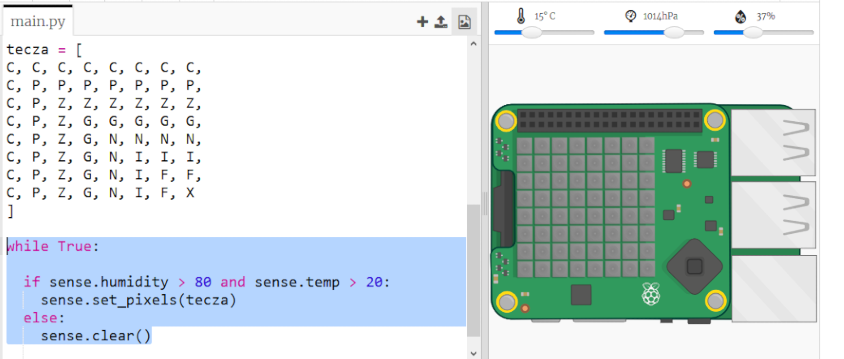 main.py
15° C
1014hPa
37%
tecza = [
C, C, C, C, C, C, C, C,
C, P, P, P, P, P, P, P,
C, P, Z, Z, Z, Z, Z, Z,
C, P, Z, G, G, G, G, G,
C, P, Z, G, N, N, N, N,
C, P, Z, G, N, I, I, I,
C, P, Z, G, N, I, F, F,
C, P, Z, G, N, I, F, X
]
while True:
if sense.humidity > 80 and sense.temp > 20:
sense.set_pixels(tecza)
else:
sense.clear()